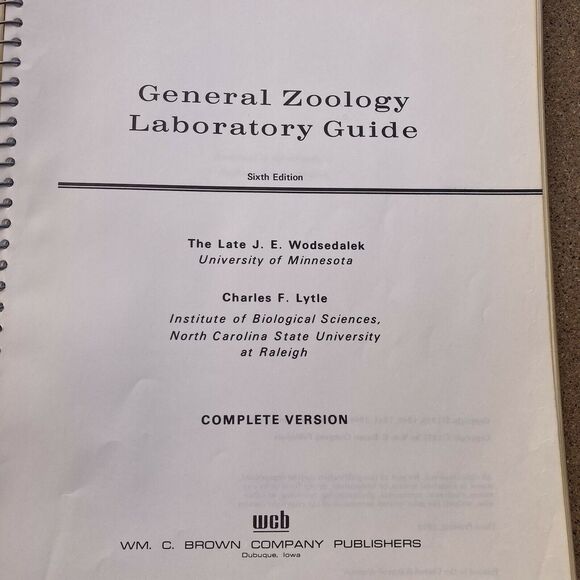 General Zoology
Laboratory Guide
Sixth Edition
The Late J. E. Wodsedalek
University of Minnesota
Charles F. Lytle
Institute of Biological Sciences,
North Carolina State University
at Raleigh
COMPLETE VERSION
wcb
WM. C. BROWN COMPANY PUBLISHERS
Dubuque, Iowa